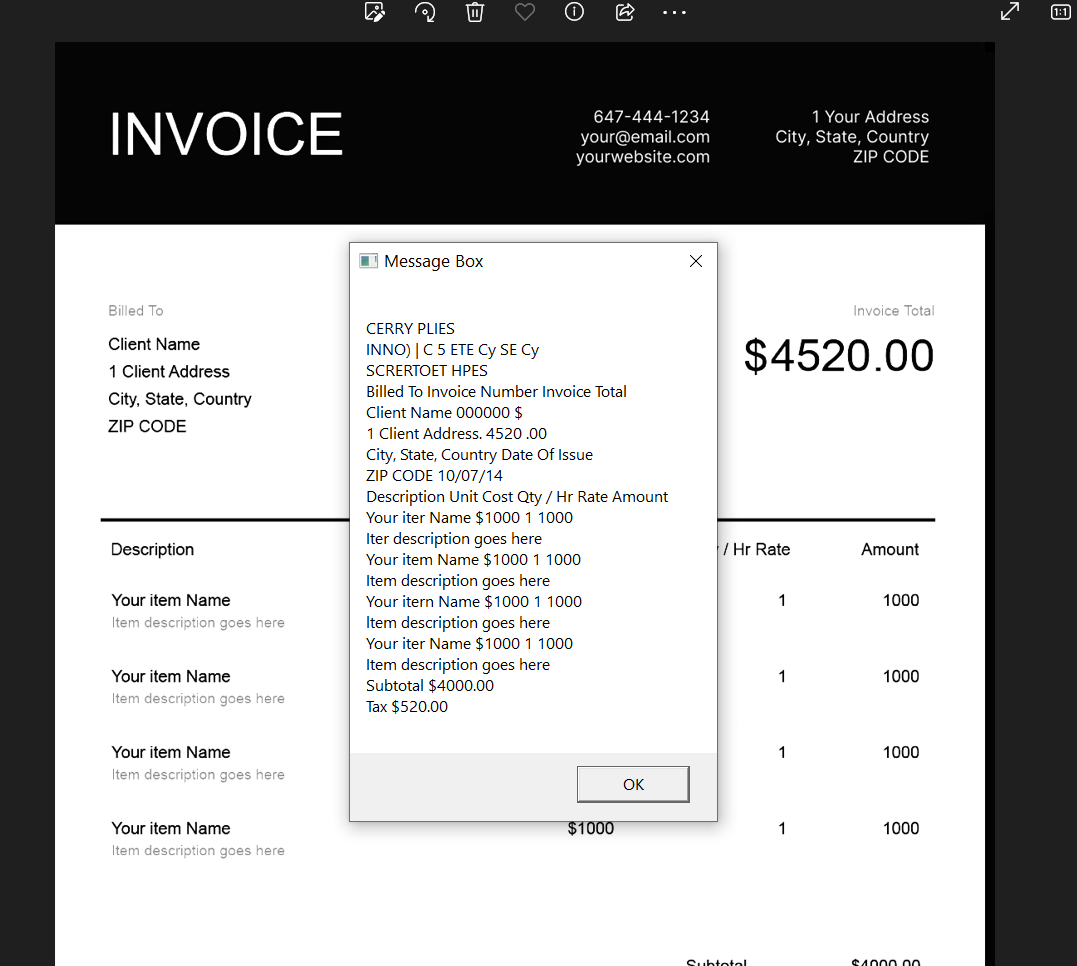 1:1
INVOICE
647-444-1234
your@email.com
yourwebsite.com
1 Your Address
City, State, Country
ZIP CODE
Billed To
Client Name
1 Client Address
City, State, Country
ZIP CODE
Invoice Total
$4520.00
Message Box
CERRY PLIES
INNO) | C 5 ETE Cy SE Cy
SCRERTOET HPES
Billed To Invoice Number Invoice Total
Client Name 000000 $
1 Client Address. 4520 .00
City, State, Country Date Of Issue
ZIP CODE 10/07/14
Description Unit Cost Qty / Hr Rate Amount
Your iter Name $1000 1 1000
Iter description goes here
Your item Name $1000 1 1000
Item description goes here
Your itern Name $1000 1 1000
Item description goes here
Your iter Name $1000 1 1000
Item description goes here
Subtotal $4000.00
Tax $520.00
OK
Description / Hr Rate Amount
Your item Name 1 1000
Item description goes here
Your item Name 1 1000
Item description goes here
Your item Name 1 1000
Item description goes here
Your item Name $1000 1 1000
Item description goes here
Subtotal $4000.00